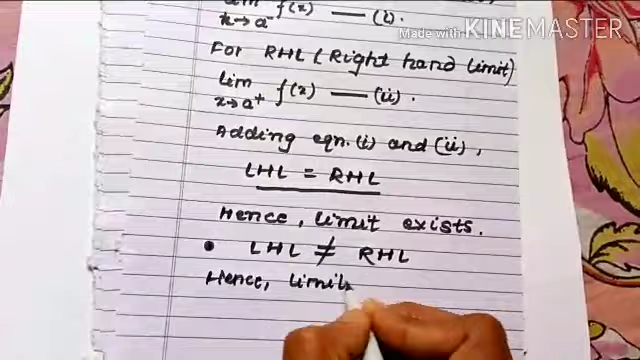 lim f(x) — (i).
x→a⁻
Made with KINEMASTER
For RHL (Right hand limit)
lim f(x) — (ii).
x→a⁺
Adding eqn. (i) and (ii),
LHL = RHL
Hence, limit exists.
• LHL ≠ RHL
Hence, limit